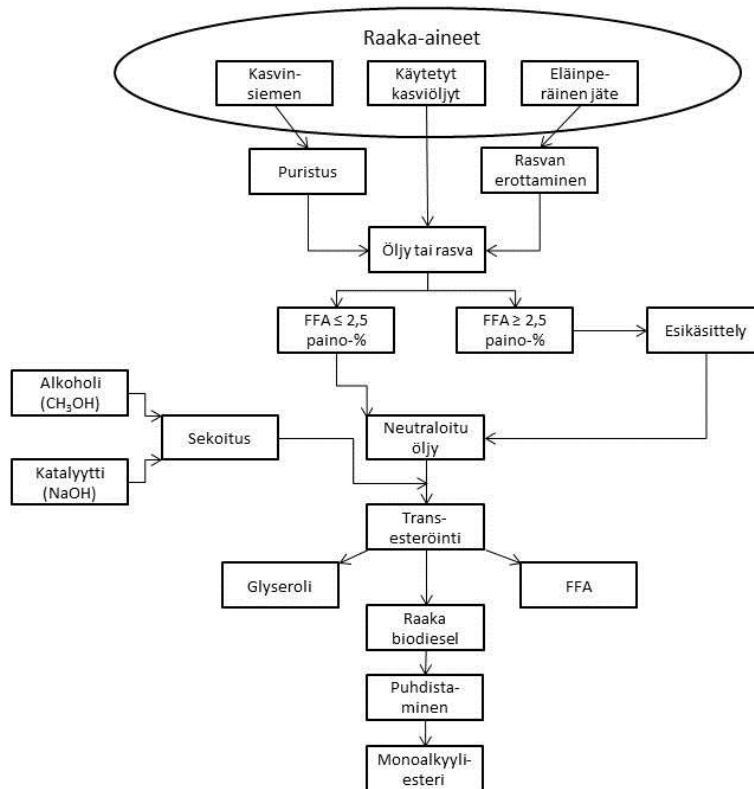 Raaka-aineet
Kasvin-
siemen
Käytetyt
kasviöljyt
Eläinpe-
räinen jäte
Puristus
Rasvan
erottaminen
Öljy tai rasva
FFA ≤ 2,5
paino-%
FFA ≥ 2,5
paino-%
Esikäsittely
Alkoholi
(CH₃OH)
Sekoitus
Neutraloitu
öljy
Katalyytti
(NaOH)
Trans-
esteröinti
Glyseroli
FFA
Raaka
biodiesel
Puhdista-
minen
Monoalkyyli-
esteri